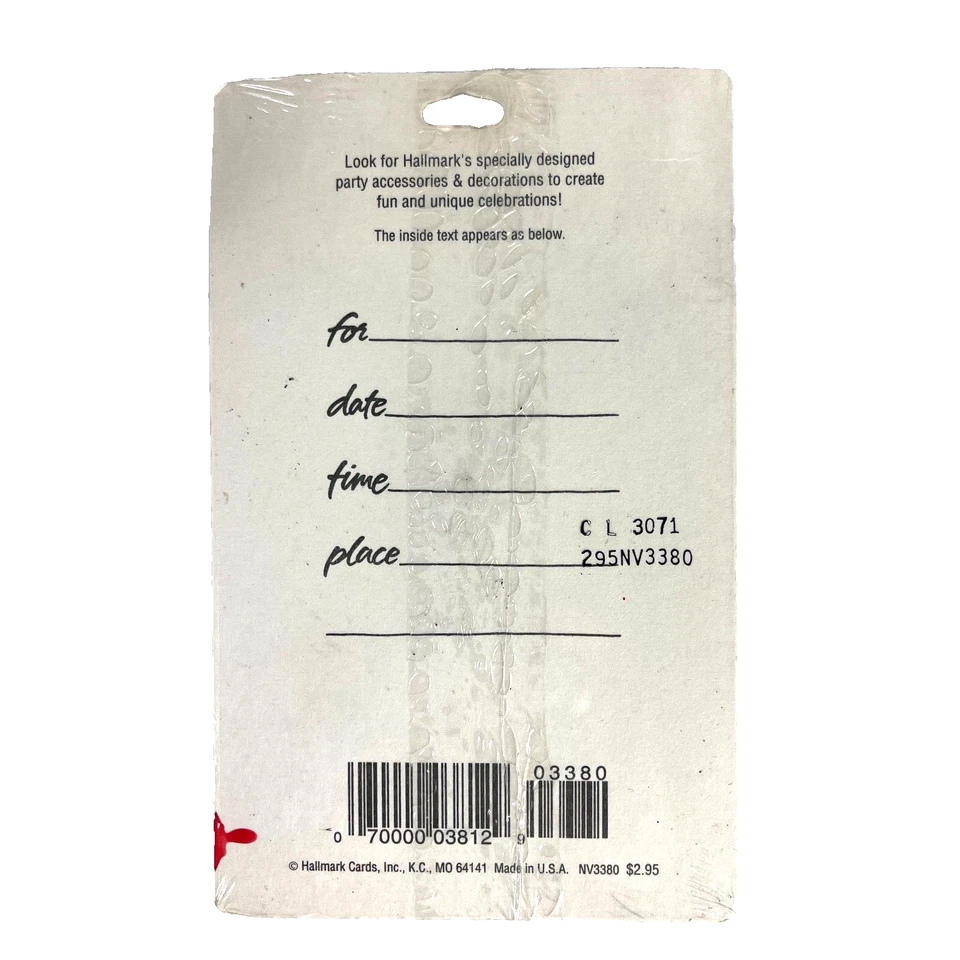 Look for Hallmark's specially designed
party accessories & decorations to create
fun and unique celebrations!
The inside text appears as below.
for
date
time
C L 3071
place 295NV3380
03380
0 70000 03812 9
© Hallmark Cards, Inc., K.C., MO 64141 Made in U.S.A. NV3380 $2.95